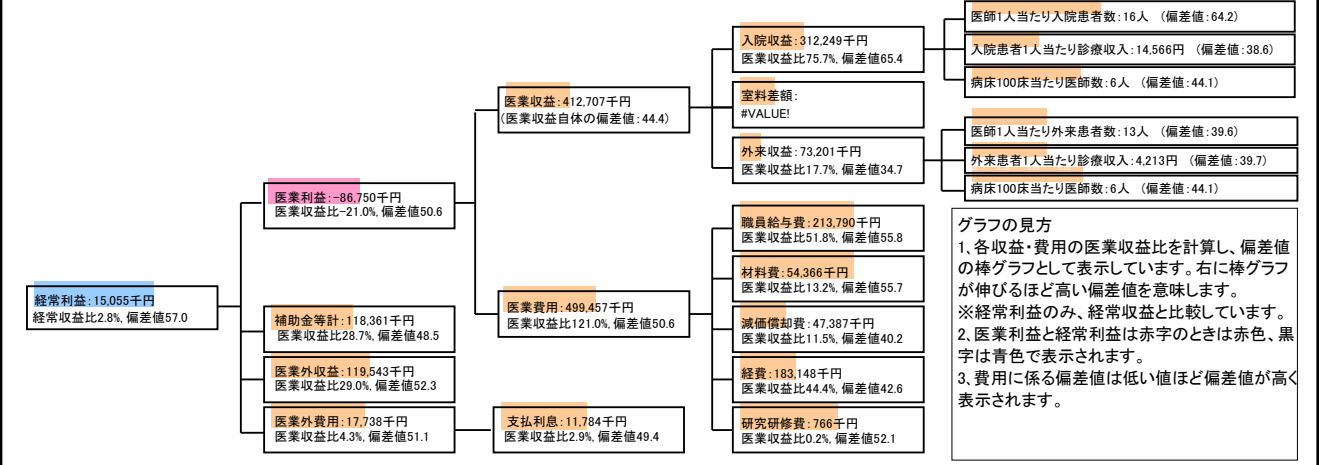 経常利益：15,055千円
経常収益比2.8%, 偏差値57.0
医業利益：-86,750千円
医業収益比-21.0%, 偏差値50.6
補助金等計：118,361千円
医業収益比28.7%, 偏差値48.5
医業外収益：119,543千円
医業収益比29.0%, 偏差値52.3
医業外費用：17,738千円
医業収益比4.3%, 偏差値51.1
医業収益：412,707千円
（医業収益自体の偏差値：44.4）
医業費用：499,457千円
医業収益比121.0%, 偏差値50.6
支払利息：11,784千円
医業収益比2.9%, 偏差値49.4
入院収益：312,249千円
医業収益比75.7%, 偏差値65.4
室料差額：
#VALUE!
外来収益：73,201千円
医業収益比17.7%, 偏差値34.7
職員給与費：213,790千円
医業収益比51.8%, 偏差値55.8
材料費：54,366千円
医業収益比13.2%, 偏差値55.7
減価償却費：47,387千円
医業収益比11.5%, 偏差値40.2
経費：183,148千円
医業収益比44.4%, 偏差値42.6
研究研修費：766千円
医業収益比0.2%, 偏差値52.1
医師1人当たり入院患者数：16人 （偏差値：64.2）
入院患者1人当たり診療収入：14,566円 （偏差値：38.6）
病床100床当たり医師数：6人 （偏差値：44.1）
医師1人当たり外来患者数：13人 （偏差値：39.6）
外来患者1人当たり診療収入：4,213円 （偏差値：39.7）
病床100床当たり医師数：6人 （偏差値：44.1）
グラフの見方
1、各収益・費用の医業収益比を計算し、偏差値
の棒グラフとして表示しています。右に棒グラフ
が伸びるほど高い偏差値を意味します。
※経常利益のみ、経常収益と比較しています。
2、医業利益と経常利益は赤字のときは赤色、黒
字は青色で表示されます。
3、費用に係る偏差値は低い値ほど偏差値が高く
表示されます。